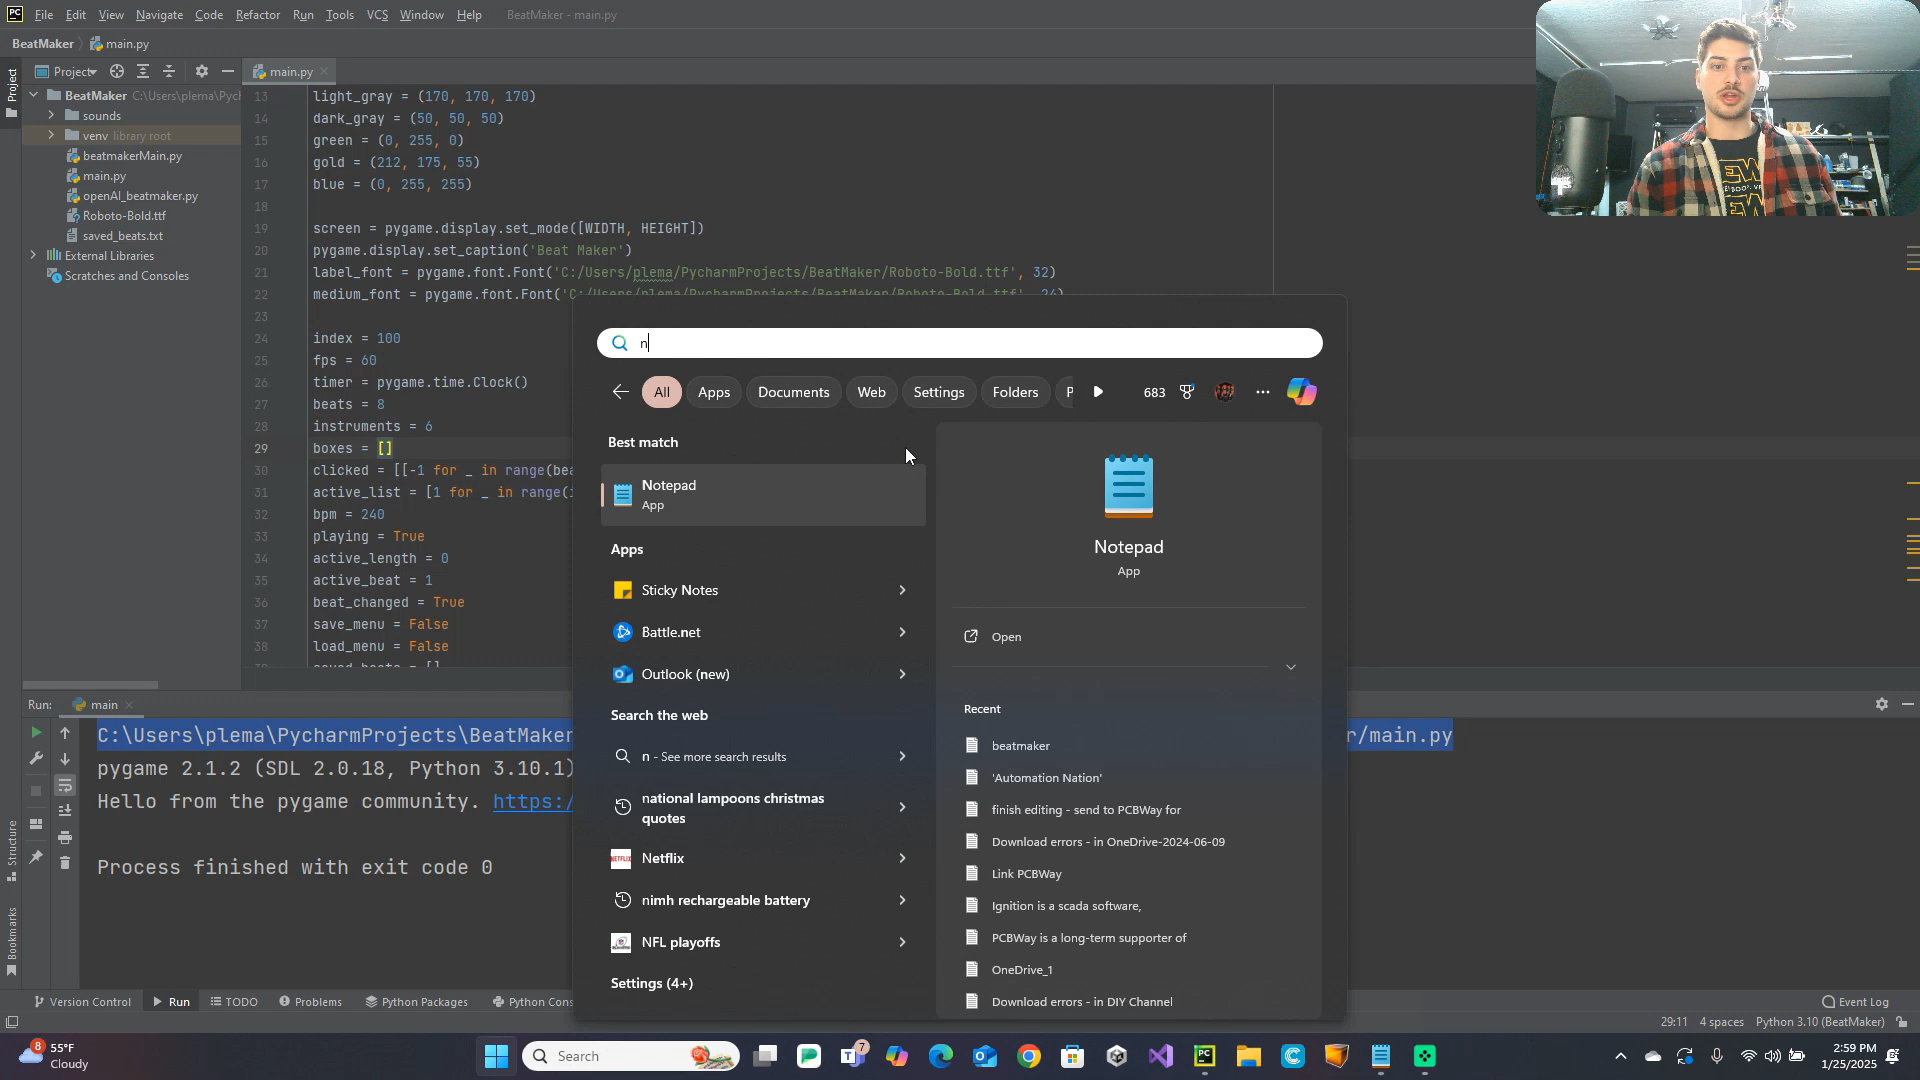 File Edit View Navigate Code Refactor Run Tools VCS Window Help BeatMaker - main.py
BeatMaker main.py
Project
Project main.py
BeatMaker C:\Users\plema\Pych
sounds
venv library root
beatmakerMain.py
main.py
openAI_beatmaker.py
Roboto-Bold.ttf
saved_beats.txt
External Libraries
Scratches and Consoles
13 light_gray = (170, 170, 170)
14 dark_gray = (50, 50, 50)
15 green = (0, 255, 0)
16 gold = (212, 175, 55)
17 blue = (0, 255, 255)
18
19 screen = pygame.display.set_mode([WIDTH, HEIGHT])
20 pygame.display.set_caption('Beat Maker')
21 label_font = pygame.font.Font('C:/Users/plema/PycharmProjects/BeatMaker/Roboto-Bold.ttf', 32)
22 medium_font = pygame.font.Font('C:/Users/plema/PycharmProjects/BeatMaker/Roboto-Bold.ttf', 24)
23
24 index = 100
25 fps = 60
26 timer = pygame.time.Clock()
27 beats = 8
28 instruments = 6
29 boxes = []
30 clicked = [[-1 for _ in range(bea
31 active_list = [1 for _ in range(i
32 bpm = 240
33 playing = True
34 active_length = 0
35 active_beat = 1
36 beat_changed = True
37 save_menu = False
38 load_menu = False
saved_beats = []
n
All Apps Documents Web Settings Folders P 683
Best match
Notepad
App
Apps
Sticky Notes
Battle.net
Outlook (new)
Search the web
n - See more search results
national lampoons christmas
quotes
Netflix
nimh rechargeable battery
NFL playoffs
Settings (4+)
Notepad
App
Open
Recent
beatmaker
'Automation Nation'
finish editing - send to PCBWay for
Download errors - in OneDrive-2024-06-09
Link PCBWay
Ignition is a scada software,
PCBWay is a long-term supporter of
OneDrive_1
Download errors - in DIY Channel
Run: main
C:\Users\plema\PycharmProjects\BeatMaker r/main.py
pygame 2.1.2 (SDL 2.0.18, Python 3.10.1)
Hello from the pygame community. https:/
Process finished with exit code 0
Structure
Bookmarks
Version Control Run TODO Problems Python Packages Python Cons Event Log
29:11 4 spaces Python 3.10 (BeatMaker)
8 55°F
Cloudy
Search
7
2:59 PM
1/25/2025